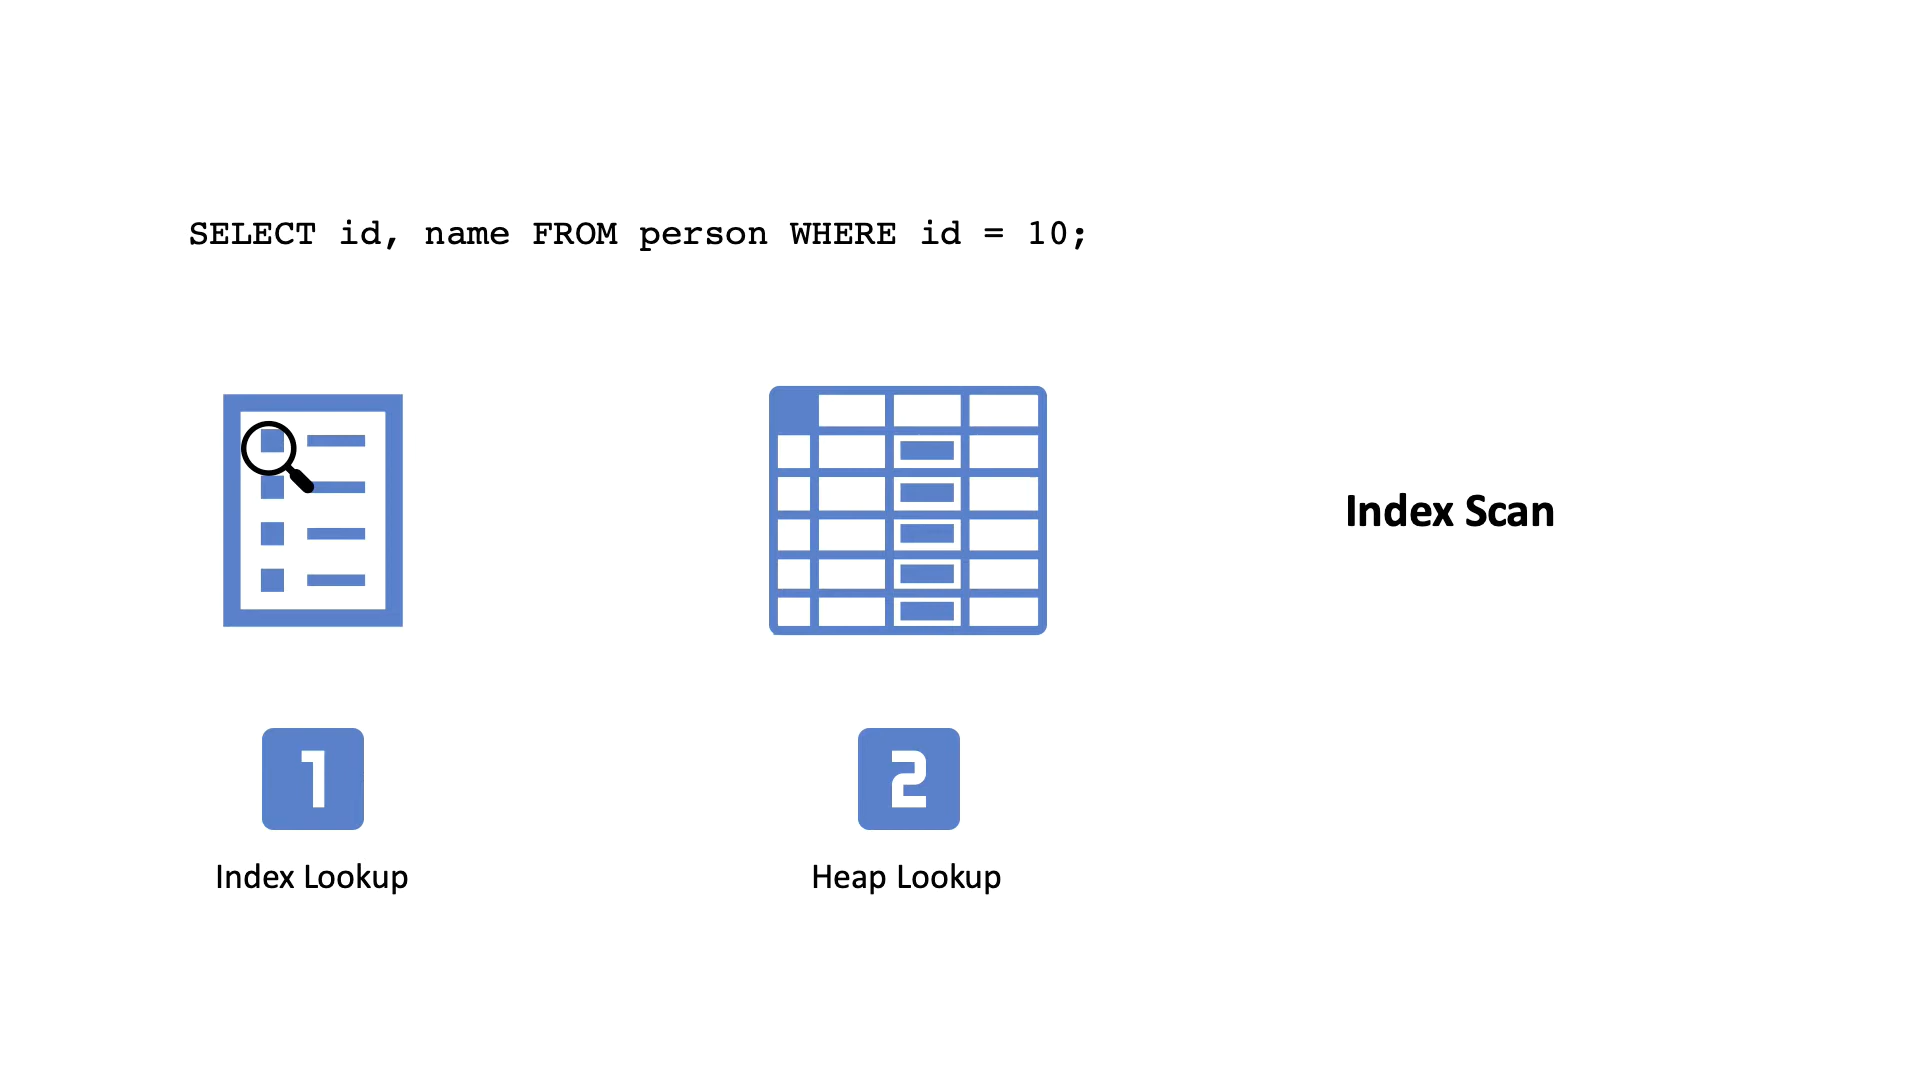 SELECT id, name FROM person WHERE id = 10;
Index Scan
1
2
Index Lookup
Heap Lookup